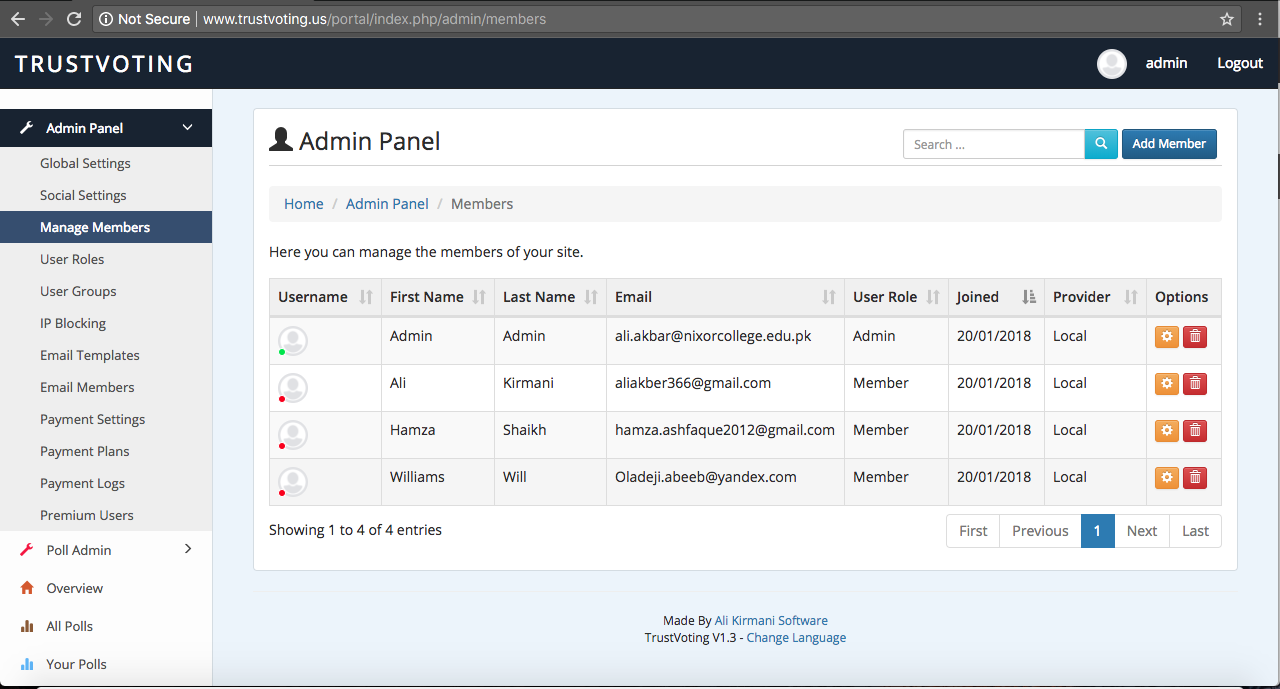 Not Secure | www.trustvoting.us/portal/index.php/admin/members
TRUSTVOTING
admin Logout
Admin Panel
Global Settings
Social Settings
Manage Members
User Roles
User Groups
IP Blocking
Email Templates
Email Members
Payment Settings
Payment Plans
Payment Logs
Premium Users
Poll Admin
Overview
All Polls
Your Polls
Admin Panel
Search ... Add Member
Home / Admin Panel / Members
Here you can manage the members of your site.
Username First Name Last Name Email User Role Joined Provider Options
Admin Admin ali.akbar@nixorcollege.edu.pk Admin 20/01/2018 Local
Ali Kirmani aliakber366@gmail.com Member 20/01/2018 Local
Hamza Shaikh hamza.ashfaque2012@gmail.com Member 20/01/2018 Local
Williams Will Oladeji.abeeb@yandex.com Member 20/01/2018 Local
Showing 1 to 4 of 4 entries
First Previous 1 Next Last
Made By Ali Kirmani Software
TrustVoting V1.3 - Change Language